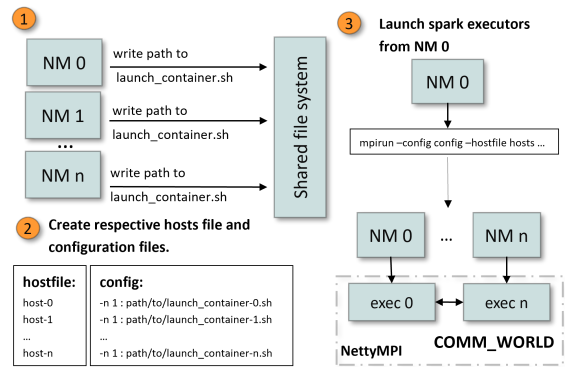 1
NM 0
write path to
launch_container.sh
NM 1
write path to
launch_container.sh
...
NM n
write path to
launch_container.sh
Shared file system
2
Create respective hosts file and
configuration files.
hostfile:
host-0
host-1
...
host-n
config:
-n 1 : path/to/launch_container-0.sh
-n 1 : path/to/launch_container-1.sh
...
-n 1 : path/to/launch_container-n.sh
3
Launch spark executors
from NM 0
NM 0
mpirun –config config –hostfile hosts ...
NM 0
...
NM n
exec 0
exec n
NettyMPI
COMM_WORLD